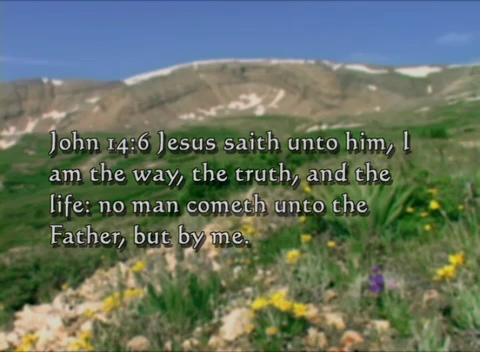 John 14:6 Jesus saith unto him, I
am the way, the truth, and the
life: no man cometh unto the
Father, but by me.